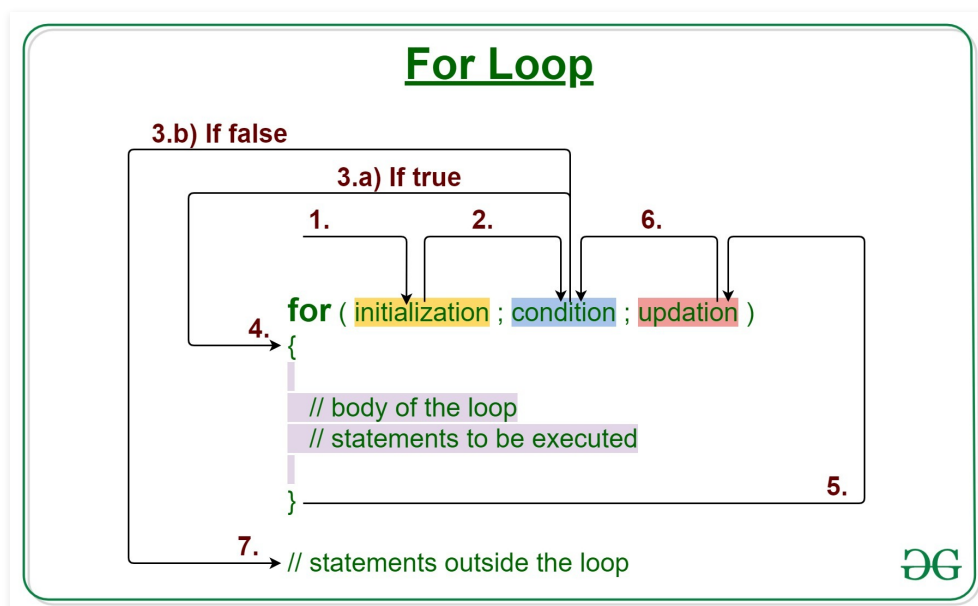 For Loop
3.b) If false
3.a) If true
1.
2.
6.
for ( initialization ; condition ; updation )
4.
{
// body of the loop
// statements to be executed
5.
}
7.
// statements outside the loop